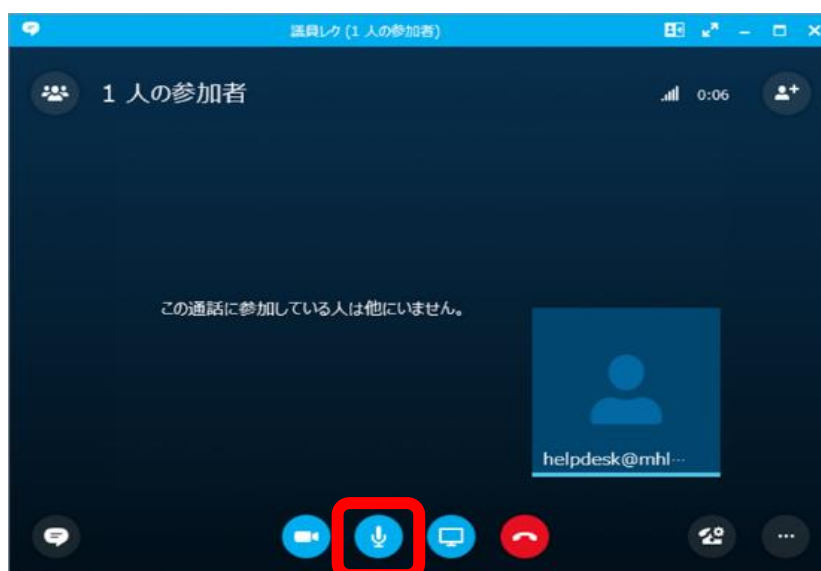 議員レク (1 人の参加者)
1 人の参加者
0:06
この通話に参加している人は他にいません。
helpdesk@mhl…